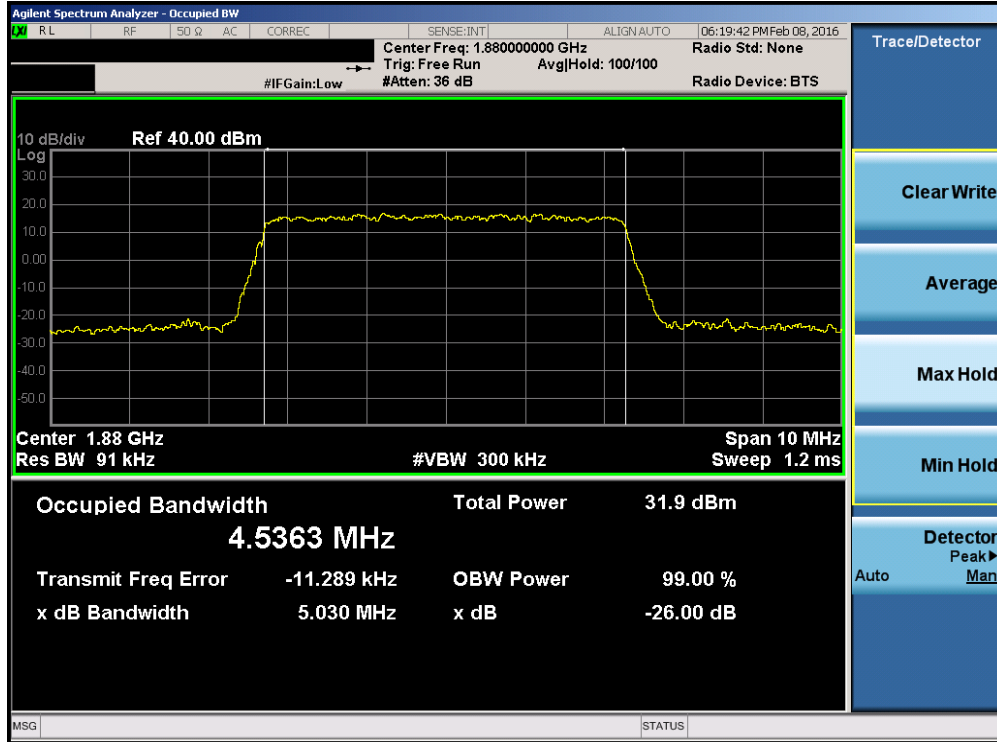 Agilent Spectrum Analyzer - Occupied BW
LXI RL RF 50 Ω AC CORREC SENSE:INT ALIGN AUTO 06:19:42 PM Feb 08, 2016
Center Freq: 1.880000000 GHz Radio Std: None
Trig: Free Run Avg|Hold: 100/100
#IFGain:Low #Atten: 36 dB Radio Device: BTS
10 dB/div Ref 40.00 dBm
Log
30.0
20.0
10.0
0.00
-10.0
-20.0
-30.0
-40.0
-50.0
Center 1.88 GHz Span 10 MHz
Res BW 91 kHz #VBW 300 kHz Sweep 1.2 ms
Occupied Bandwidth Total Power 31.9 dBm
4.5363 MHz
Transmit Freq Error -11.289 kHz OBW Power 99.00 %
x dB Bandwidth 5.030 MHz x dB -26.00 dB
MSG STATUS
Trace/Detector
Clear Write
Average
Max Hold
Min Hold
Detector
Peak▶
Auto Man